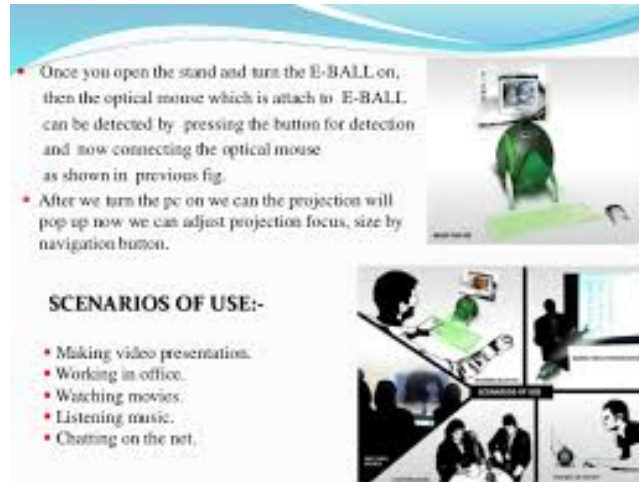 Once you open the stand and turn the E-BALL on,
then the optical mouse which is attach to E-BALL
can be detected by pressing the button for detection
and now connecting the optical mouse
as shown in previous fig.
After we turn the pc on we can the projection will
pop up now we can adjust projection focus, size by
navigation button.
SCENARIOS OF USE:-
Making video presentation.
Working in office.
Watching movies.
Listening music.
Chatting on the net.
SCENARIOS OF USE